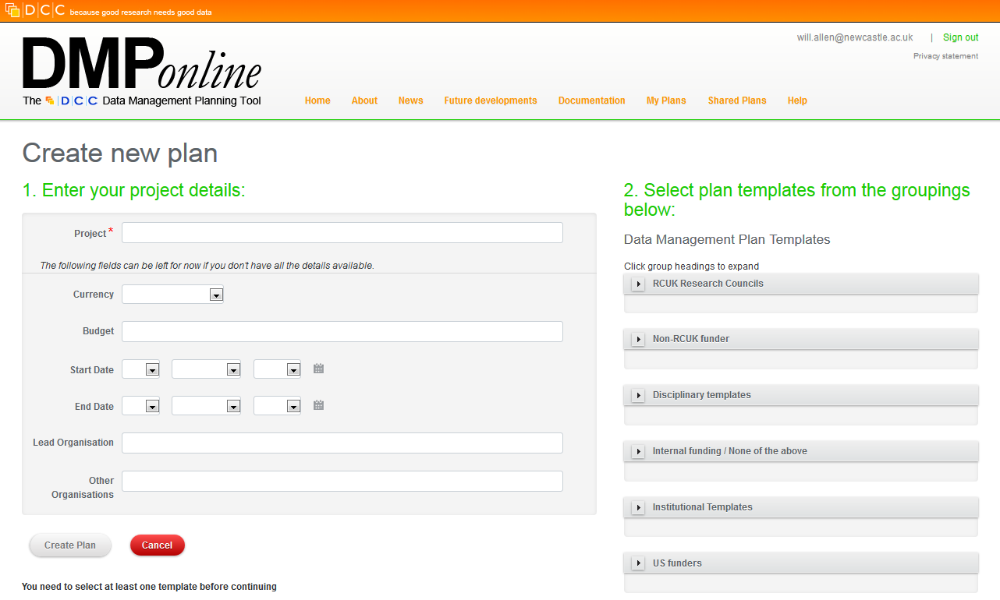 DCC because good research needs good data
will.allen@newcastle.ac.uk | Sign out
Privacy statement
DMPonline
The DCC Data Management Planning Tool
Home About News Future developments Documentation My Plans Shared Plans Help
Create new plan
1. Enter your project details:
Project *
The following fields can be left for now if you don't have all the details available.
Currency
Budget
Start Date
End Date
Lead Organisation
Other
Organisations
Create Plan Cancel
You need to select at least one template before continuing
2. Select plan templates from the groupings
below:
Data Management Plan Templates
Click group headings to expand
RCUK Research Councils
Non-RCUK funder
Disciplinary templates
Internal funding / None of the above
Institutional Templates
US funders